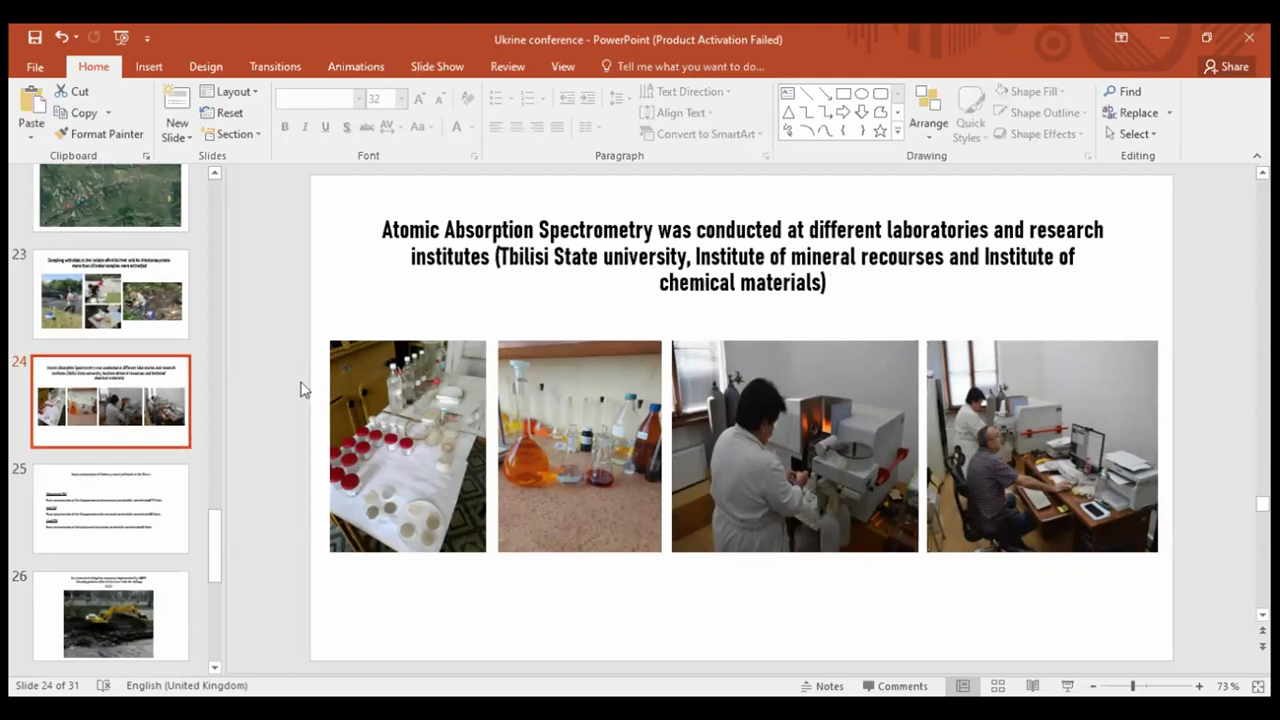 Ukrine conference - PowerPoint (Product Activation Failed)
File Home Insert Design Transitions Animations Slide Show Review View Tell me what you want to do... Share
Cut
Copy
Format Painter
Paste
Clipboard
New Slide
Layout
Reset
Section
Slides
32
B I U S abc AV Aa A
Font
Text Direction
Align Text
Convert to SmartArt
Paragraph
Arrange
Quick Styles
Shape Fill
Shape Outline
Shape Effects
Drawing
Find
Replace
Select
Editing
23
24
25
26
Atomic Absorption Spectrometry was conducted at different laboratories and research
institutes (Tbilisi State university, Institute of mineral recourses and Institute of
chemical materials)
Slide 24 of 31 English (United Kingdom) Notes Comments 73 %